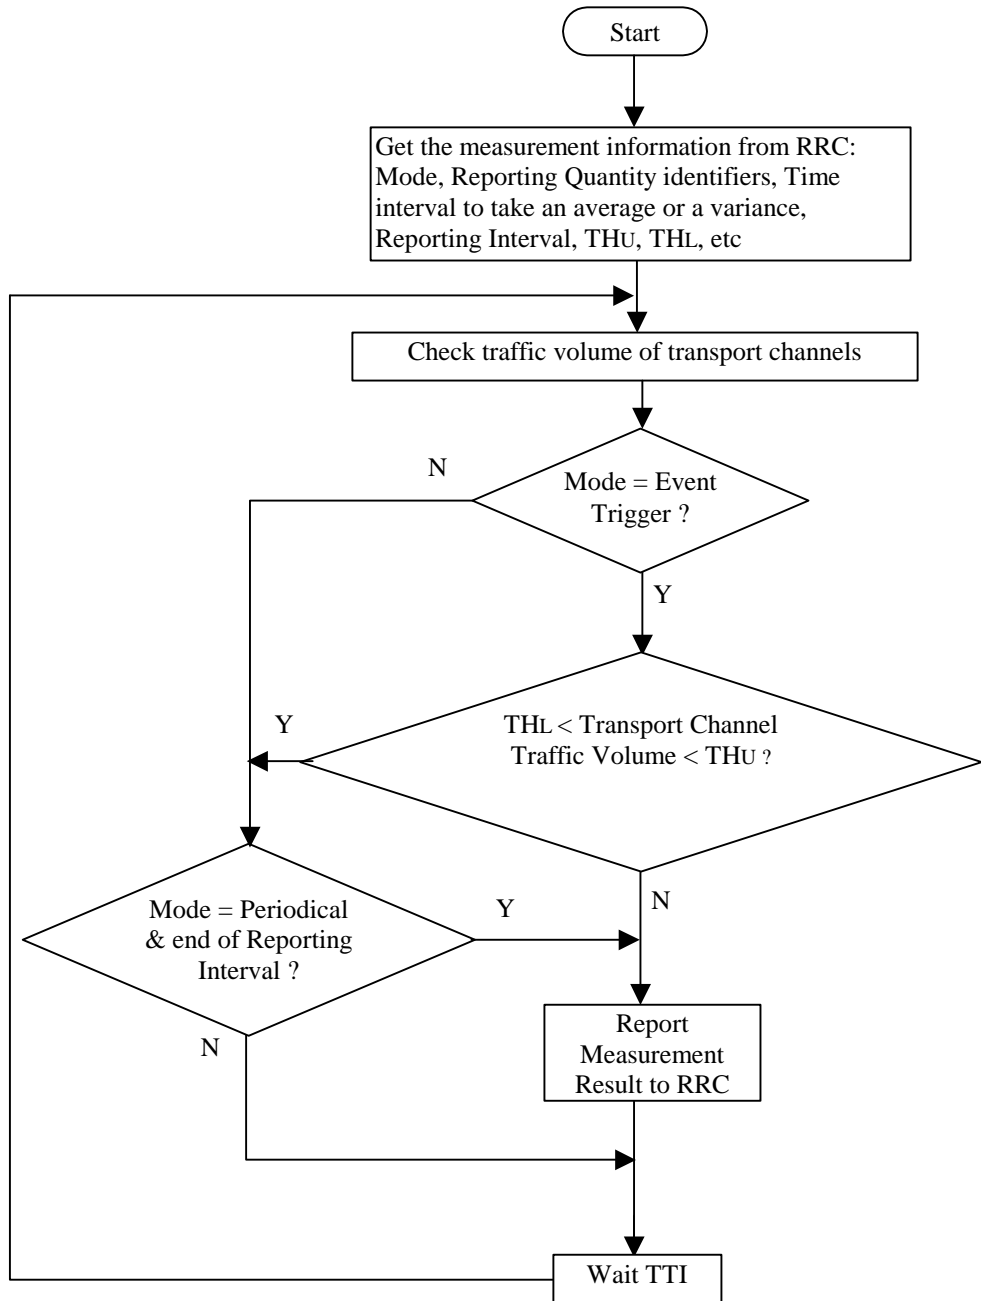 Start
Get the measurement information from RRC:
Mode, Reporting Quantity identifiers, Time
interval to take an average or a variance,
Reporting Interval, THU, THL, etc
Check traffic volume of transport channels
N
Mode = Event
Trigger ?
Y
THL < Transport Channel
Traffic Volume < THU ?
Y
Mode = Periodical
& end of Reporting
Interval ?
Y
N
N
Report
Measurement
Result to RRC
Wait TTI